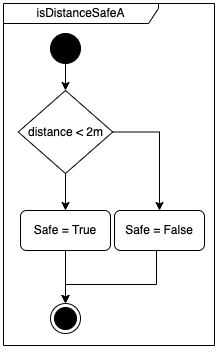 isDistanceSafeA
distance < 2m
Safe = True
Safe = False